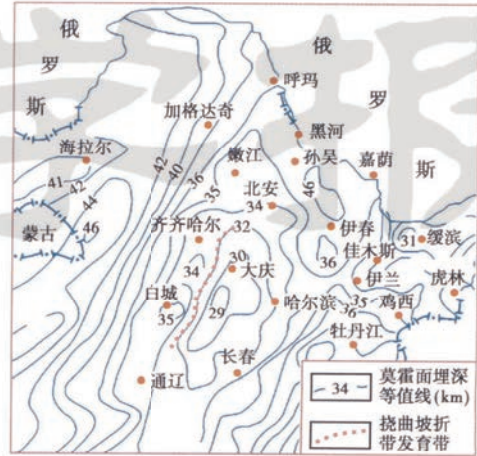 俄
罗
斯
俄
罗
斯
呼玛
加格达奇
黑河
海拉尔
嫩江
孙吴
嘉荫
42
40
36
35
41
42
44
46
46
北安
34
蒙古
齐齐哈尔
32
伊春
佳木斯
31
绥滨
36
34
30
大庆
伊兰
虎林
白城
35
29
哈尔滨
36
35
鸡西
牡丹江
通辽
长春
34
莫霍面埋深
等值线(km)
挠曲坡折
带发育带